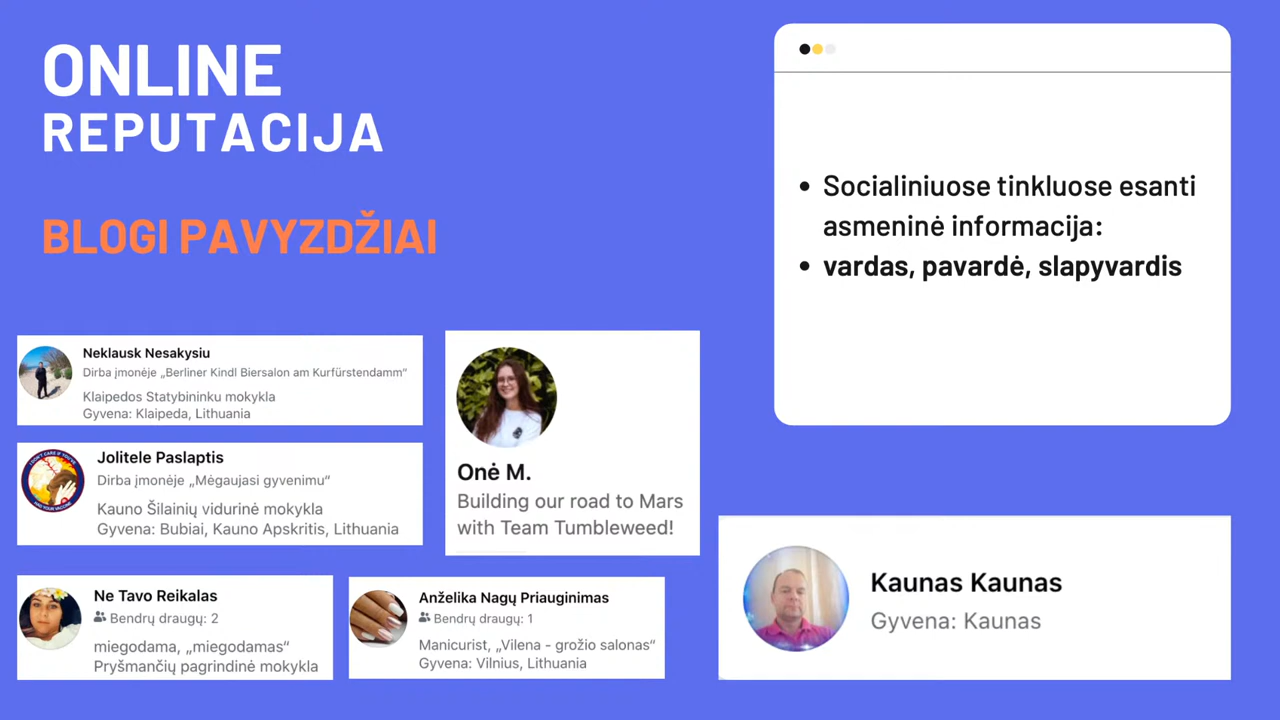 ONLINE
REPUTACIJA
BLOGI PAVYZDŽIAI
Socialiniuose tinkluose esanti
asmeninė informacija:
vardas, pavardė, slapyvardis
Neklausk Nesakysiu
Dirba įmonėje „Berliner Kindl Biersalon am Kurfürstendamm“
Klaipedos Statybininku mokykla
Gyvena: Klaipeda, Lithuania
Jolitele Paslaptis
Dirba įmonėje „Mėgaujasi gyvenimu“
Kauno Šilainių vidurinė mokykla
Gyvena: Bubiai, Kauno Apskritis, Lithuania
Onė M.
Building our road to Mars
with Team Tumbleweed!
Ne Tavo Reikalas
Bendrų draugų: 2
miegodama, „miegodamas“
Pryšmančių pagrindinė mokykla
Anželika Nagų Priauginimas
Bendrų draugų: 1
Manicurist, „Vilena - grožio salonas“
Gyvena: Vilnius, Lithuania
Kaunas Kaunas
Gyvena: Kaunas